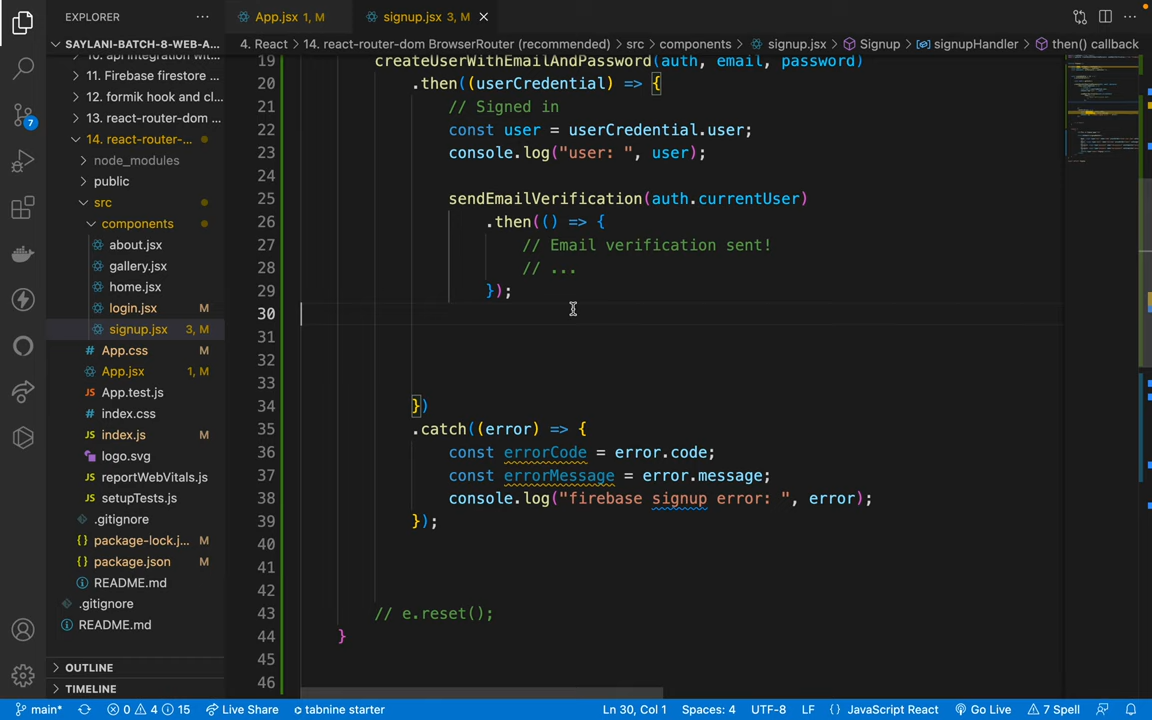 EXPLORER
App.jsx 1, M
signup.jsx 3, M
SAYLANI-BATCH-8-WEB-A...
4. React > 14. react-router-dom BrowserRouter (recommended) > src > components > signup.jsx > Signup > signupHandler > then() callback
11. Firebase firestore ...
12. formik hook and cl...
13. react-router-dom ...
14. react-router-...
node_modules
public
src
components
about.jsx
gallery.jsx
home.jsx
login.jsx M
signup.jsx 3, M
App.css M
App.jsx 1, M
App.test.js
index.css
index.js M
logo.svg
reportWebVitals.js
setupTests.js
.gitignore
package-lock.j... M
package.json M
README.md
.gitignore
README.md
OUTLINE
TIMELINE
7
19 createUserWithEmailAndPassword(auth, email, password)
20 .then((userCredential) => {
21 // Signed in
22 const user = userCredential.user;
23 console.log("user: ", user);
24
25 sendEmailVerification(auth.currentUser)
26 .then(() => {
27 // Email verification sent!
28 // ...
29 });
30
31
32
33
34 })
35 .catch((error) => {
36 const errorCode = error.code;
37 const errorMessage = error.message;
38 console.log("firebase signup error: ", error);
39 });
40
41
42
43 // e.reset();
44 }
45
46
main* 0 4 15 Live Share tabnine starter Ln 30, Col 1 Spaces: 4 UTF-8 LF {} JavaScript React Go Live 7 Spell